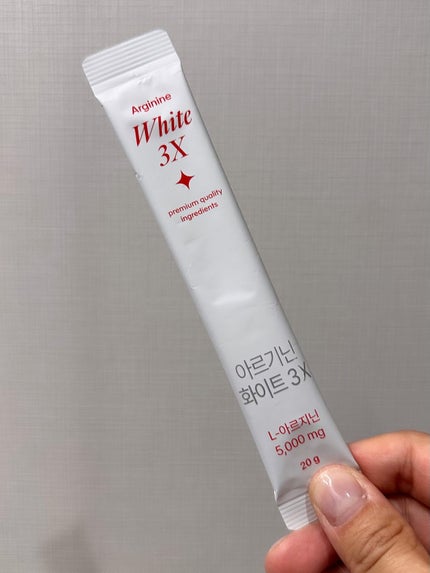 Arginine
White
3X
premium quality
ingredients
아르기닌
화이트 3X
L-아르지닌
5,000 mg
20 g